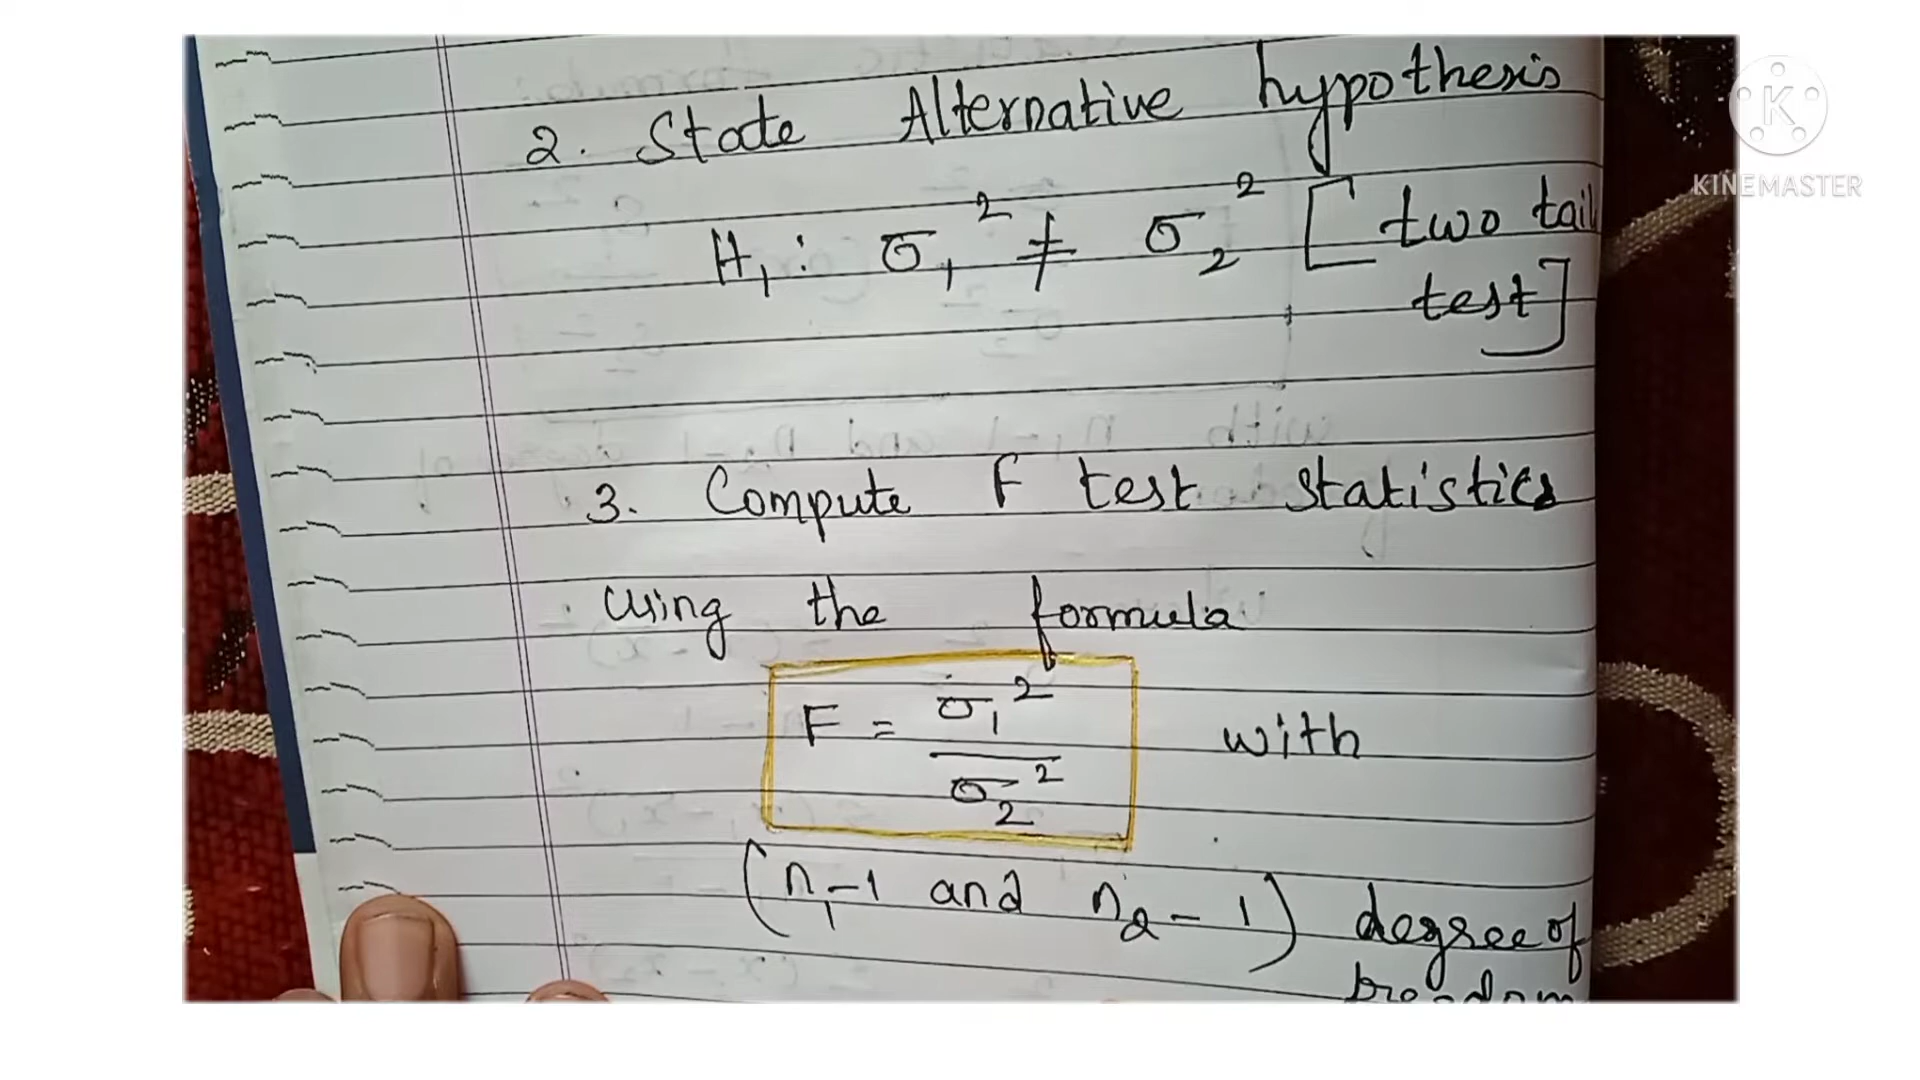 2. State Alternative hypothesis
H₁ : σ₁² ≠ σ₂² [two tail
test]
3. Compute F test statistics
using the formula
F = σ₁² / σ₂² with
(n₁-1 and n₂-1) degree of
freedom
K
KINEMASTER